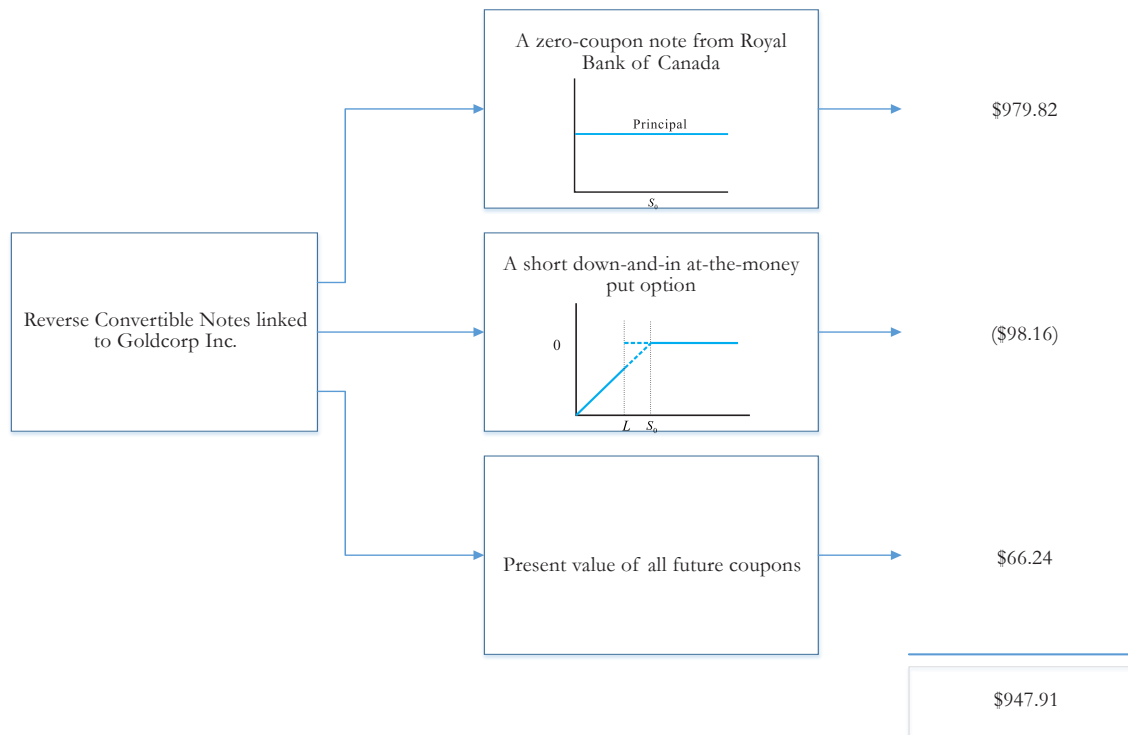 A zero-coupon note from Royal
Bank of Canada
Principal
S₀
$979.82
Reverse Convertible Notes linked
to Goldcorp Inc.
A short down-and-in at-the-money
put option
0
L S₀
($98.16)
Present value of all future coupons
$66.24
$947.91